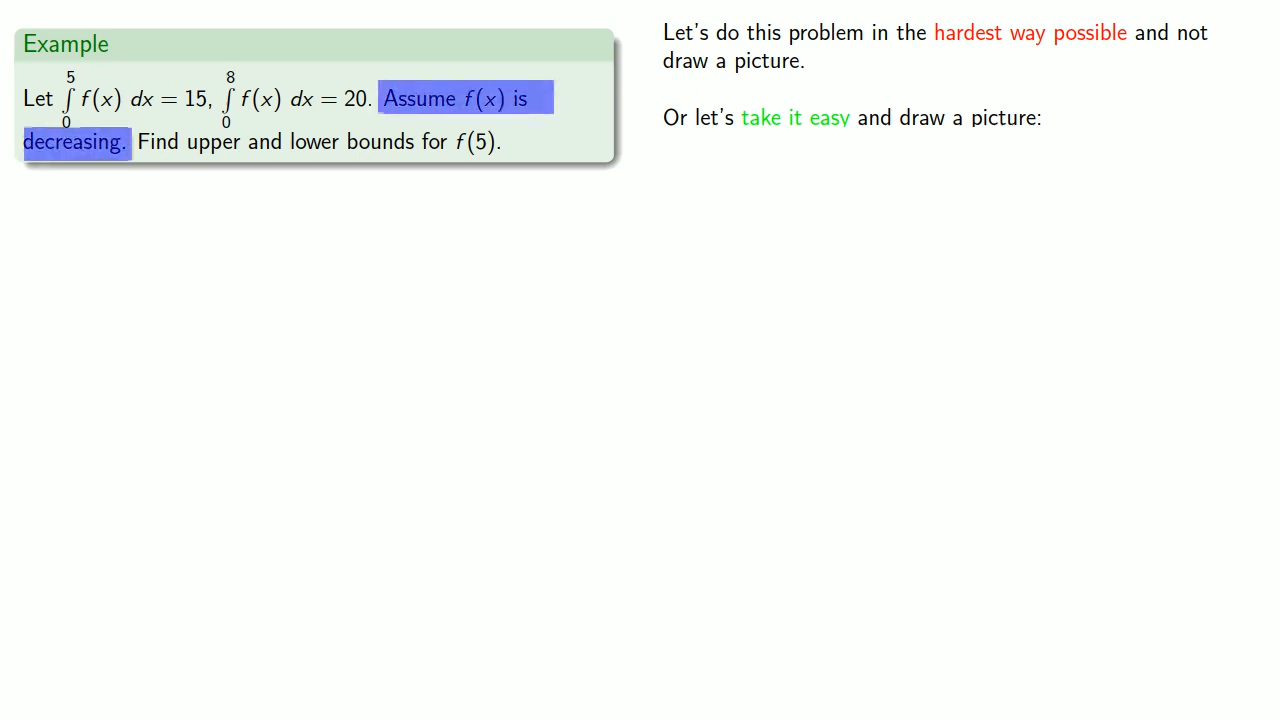 Example
Let ∫₀⁵ f(x) dx = 15, ∫₀⁸ f(x) dx = 20. Assume f(x) is
decreasing. Find upper and lower bounds for f(5).
Let's do this problem in the hardest way possible and not
draw a picture.
Or let's take it easy and draw a picture: